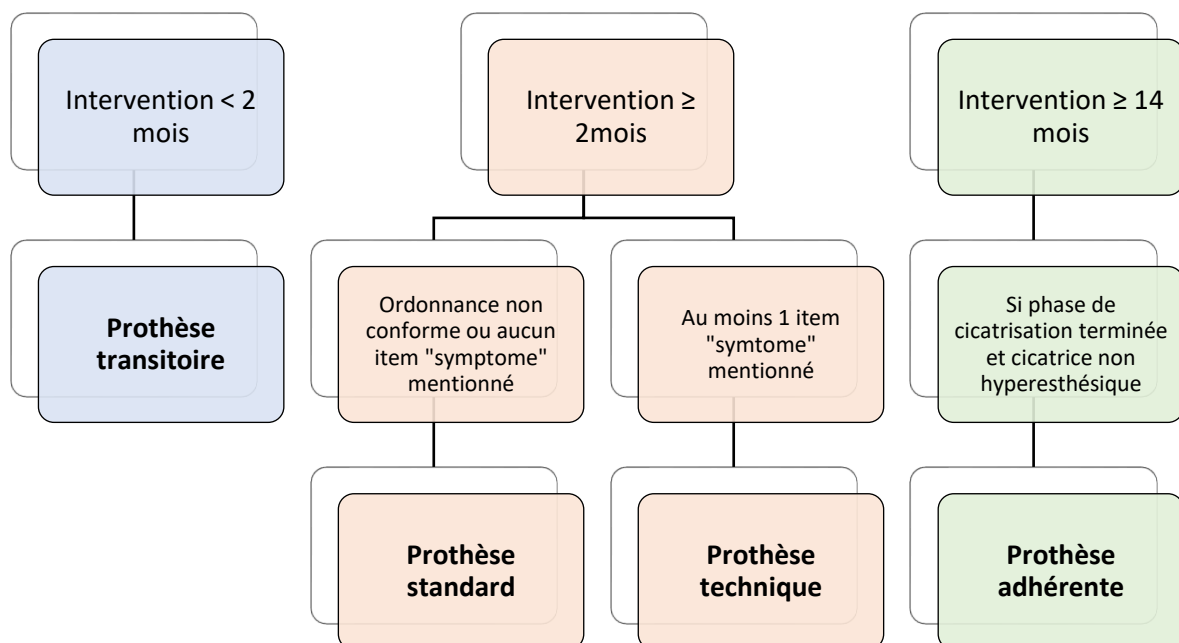 Intervention < 2
mois
Intervention ≥
2mois
Intervention ≥ 14
mois
Prothèse
transitoire
Ordonnance non
conforme ou aucun
item "symptome"
mentionné
Au moins 1 item
"symtome"
mentionné
Si phase de
cicatrisation terminée
et cicatrice non
hyperesthésique
Prothèse
standard
Prothèse
technique
Prothèse
adhérente